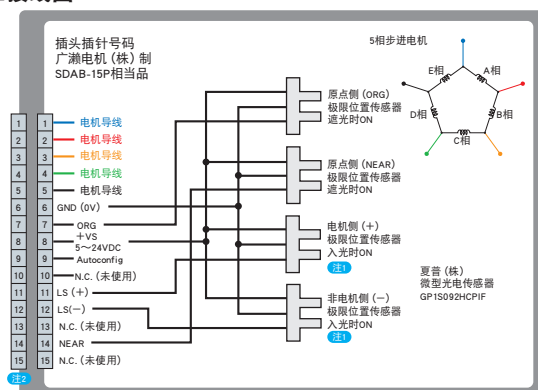 接线图
插头插针号码
广濑电机 (株) 制
SDAB-15P相当品
5相步进电机
E相
A相
D相
B相
C相
原点侧 (ORG)
极限位置传感器
遮光时ON
原点侧 (NEAR)
极限位置传感器
遮光时ON
电机侧 (+)
极限位置传感器
入光时ON
注1
非电机侧 (−)
极限位置传感器
入光时ON
注1
夏普 (株)
微型光电传感器
GP1S092HCPIF
1 1 电机导线
2 2 电机导线
3 3 电机导线
4 4 电机导线
5 5 电机导线
6 6 GND (0V)
7 7 ORG
8 8 +VS
5~24VDC
9 9 Autoconfig
10 10 N.C. (未使用)
11 11 LS (+)
12 12 LS(−)
13 13 N.C. (未使用)
14 14 NEAR
15 15 N.C. (未使用)
注2